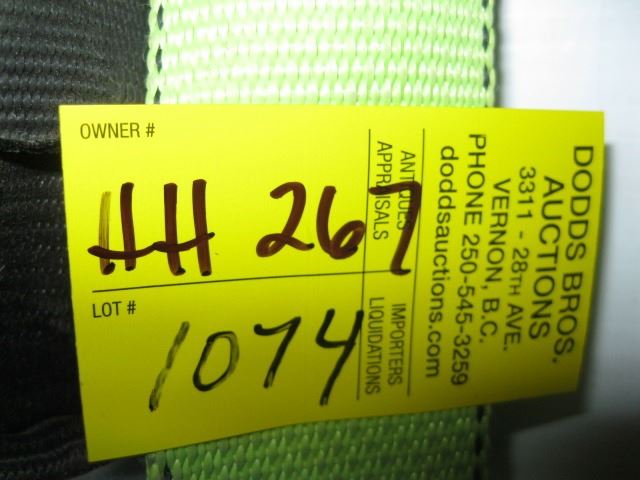 OWNER #
HH 267
LOT #
1074
ANTIQUES
APPRAISALS
IMPORTERS
LIQUIDATIONS
DODDS BROS.
AUCTIONS
3311 - 28TH AVE.
VERNON, B.C.
PHONE 250-545-3259
doddsauctions.com